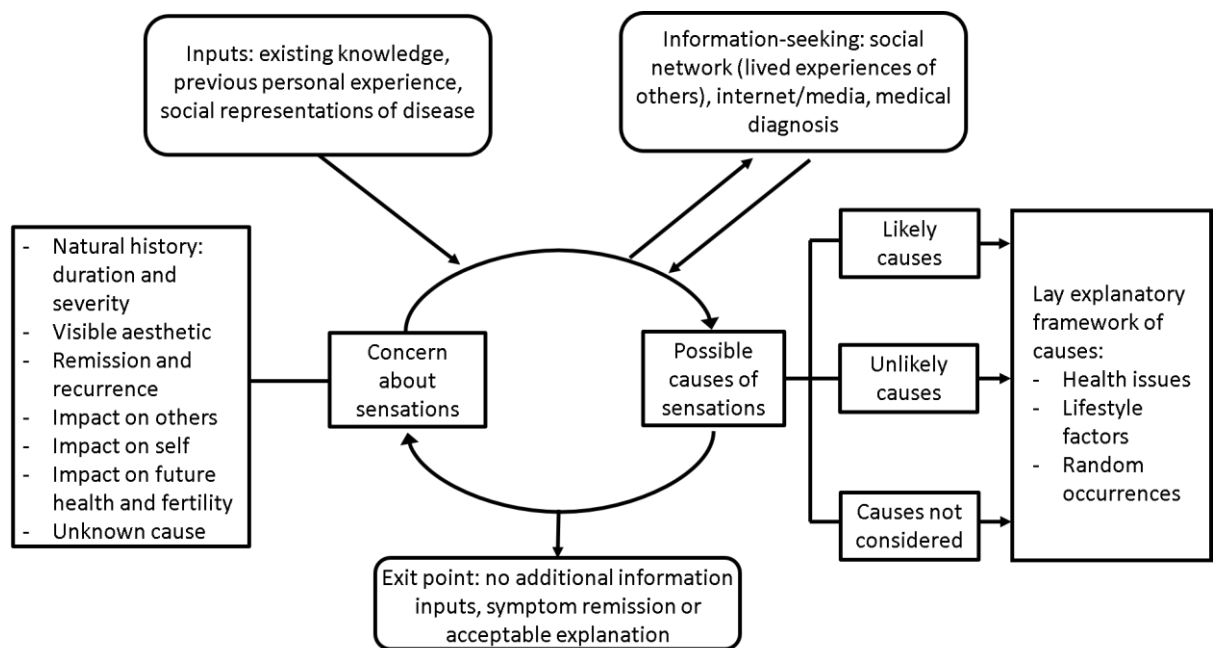 Inputs: existing knowledge,
previous personal experience,
social representations of disease
Information-seeking: social
network (lived experiences of
others), internet/media, medical
diagnosis
- Natural history:
duration and
severity
- Visible aesthetic
- Remission and
recurrence
- Impact on others
- Impact on self
- Impact on future
health and fertility
- Unknown cause
Concern
about
sensations
Possible
causes of
sensations
Likely
causes
Unlikely
causes
Causes not
considered
Lay explanatory
framework of
causes:
- Health issues
- Lifestyle
factors
- Random
occurrences
Exit point: no additional information
inputs, symptom remission or
acceptable explanation